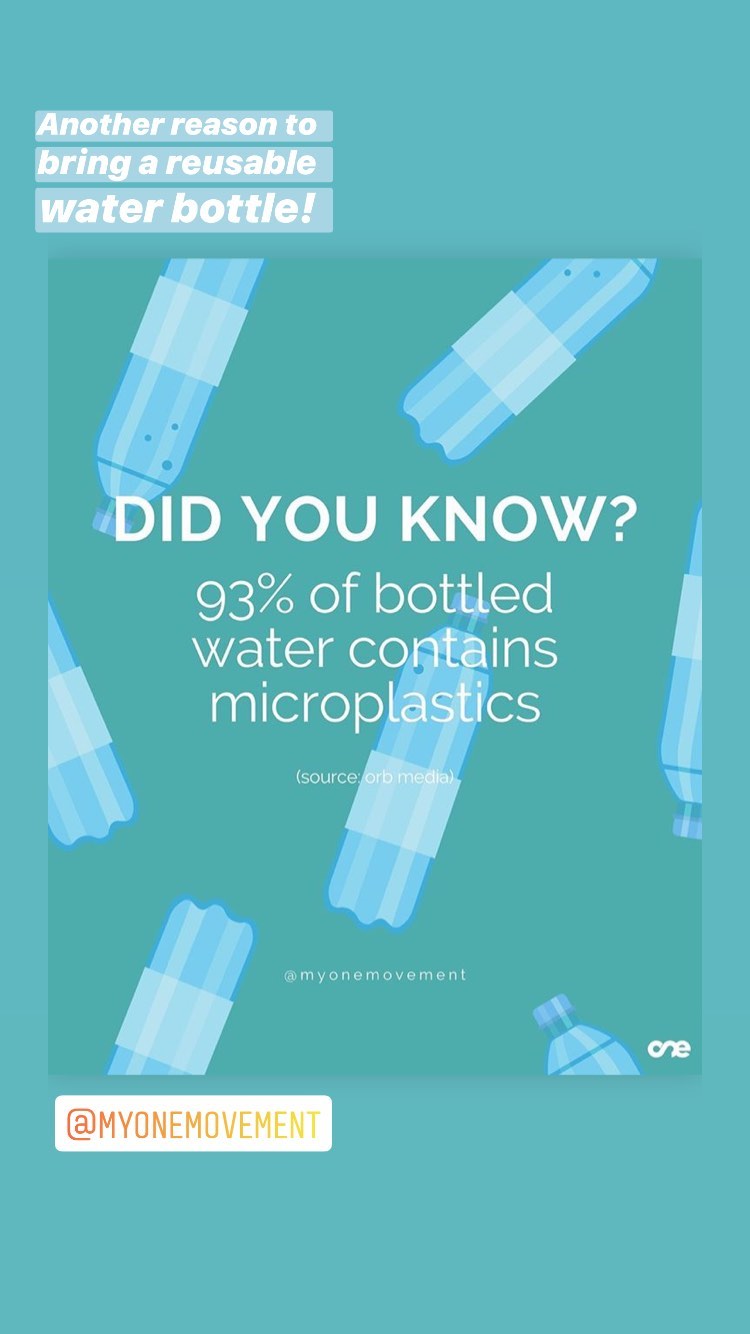 Another reason to
bring a reusable
water bottle!
DID YOU KNOW?
93% of bottled
water contains
microplastics
(source: orb media)
@myonemovement
one
@MYONEMOVEMENT